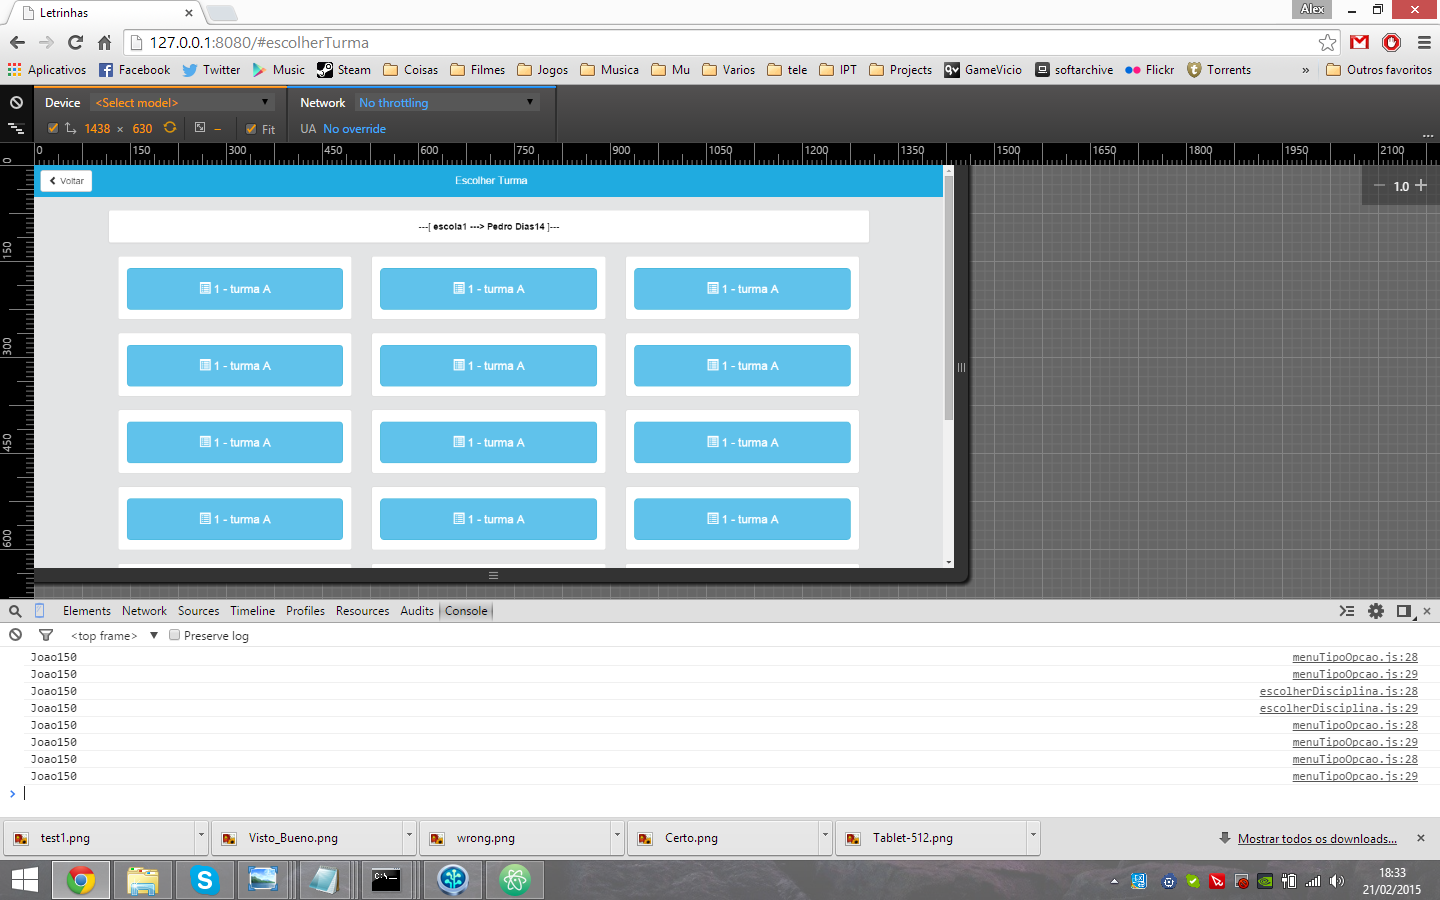 Letrinhas
Alex
127.0.0.1:8080/#escolherTurma
Aplicativos Facebook Twitter Music Steam Coisas Filmes Jogos Musica Mu Varios tele IPT Projects GameVicio softarchive Flickr Torrents » Outros favoritos
Device <Select model> Network No throttling
1438 × 630 Fit UA No override
...
0 150 300 450 600 750 900 1050 1200 1350 1500 1650 1800 1950 2100
0
150
300
450
600
1.0
Voltar Escolher Turma
---[ escola1 ---> Pedro Dias14 ]---
1 - turma A 1 - turma A 1 - turma A
1 - turma A 1 - turma A 1 - turma A
1 - turma A 1 - turma A 1 - turma A
1 - turma A 1 - turma A 1 - turma A
Elements Network Sources Timeline Profiles Resources Audits Console
<top frame> Preserve log
Joao150 menuTipoOpcao.js:28
Joao150 menuTipoOpcao.js:29
Joao150 escolherDisciplina.js:28
Joao150 escolherDisciplina.js:29
Joao150 menuTipoOpcao.js:28
Joao150 menuTipoOpcao.js:29
Joao150 menuTipoOpcao.js:28
Joao150 menuTipoOpcao.js:29
>
test1.png Visto_Bueno.png wrong.png Certo.png Tablet-512.png Mostrar todos os downloads...
18:33
21/02/2015